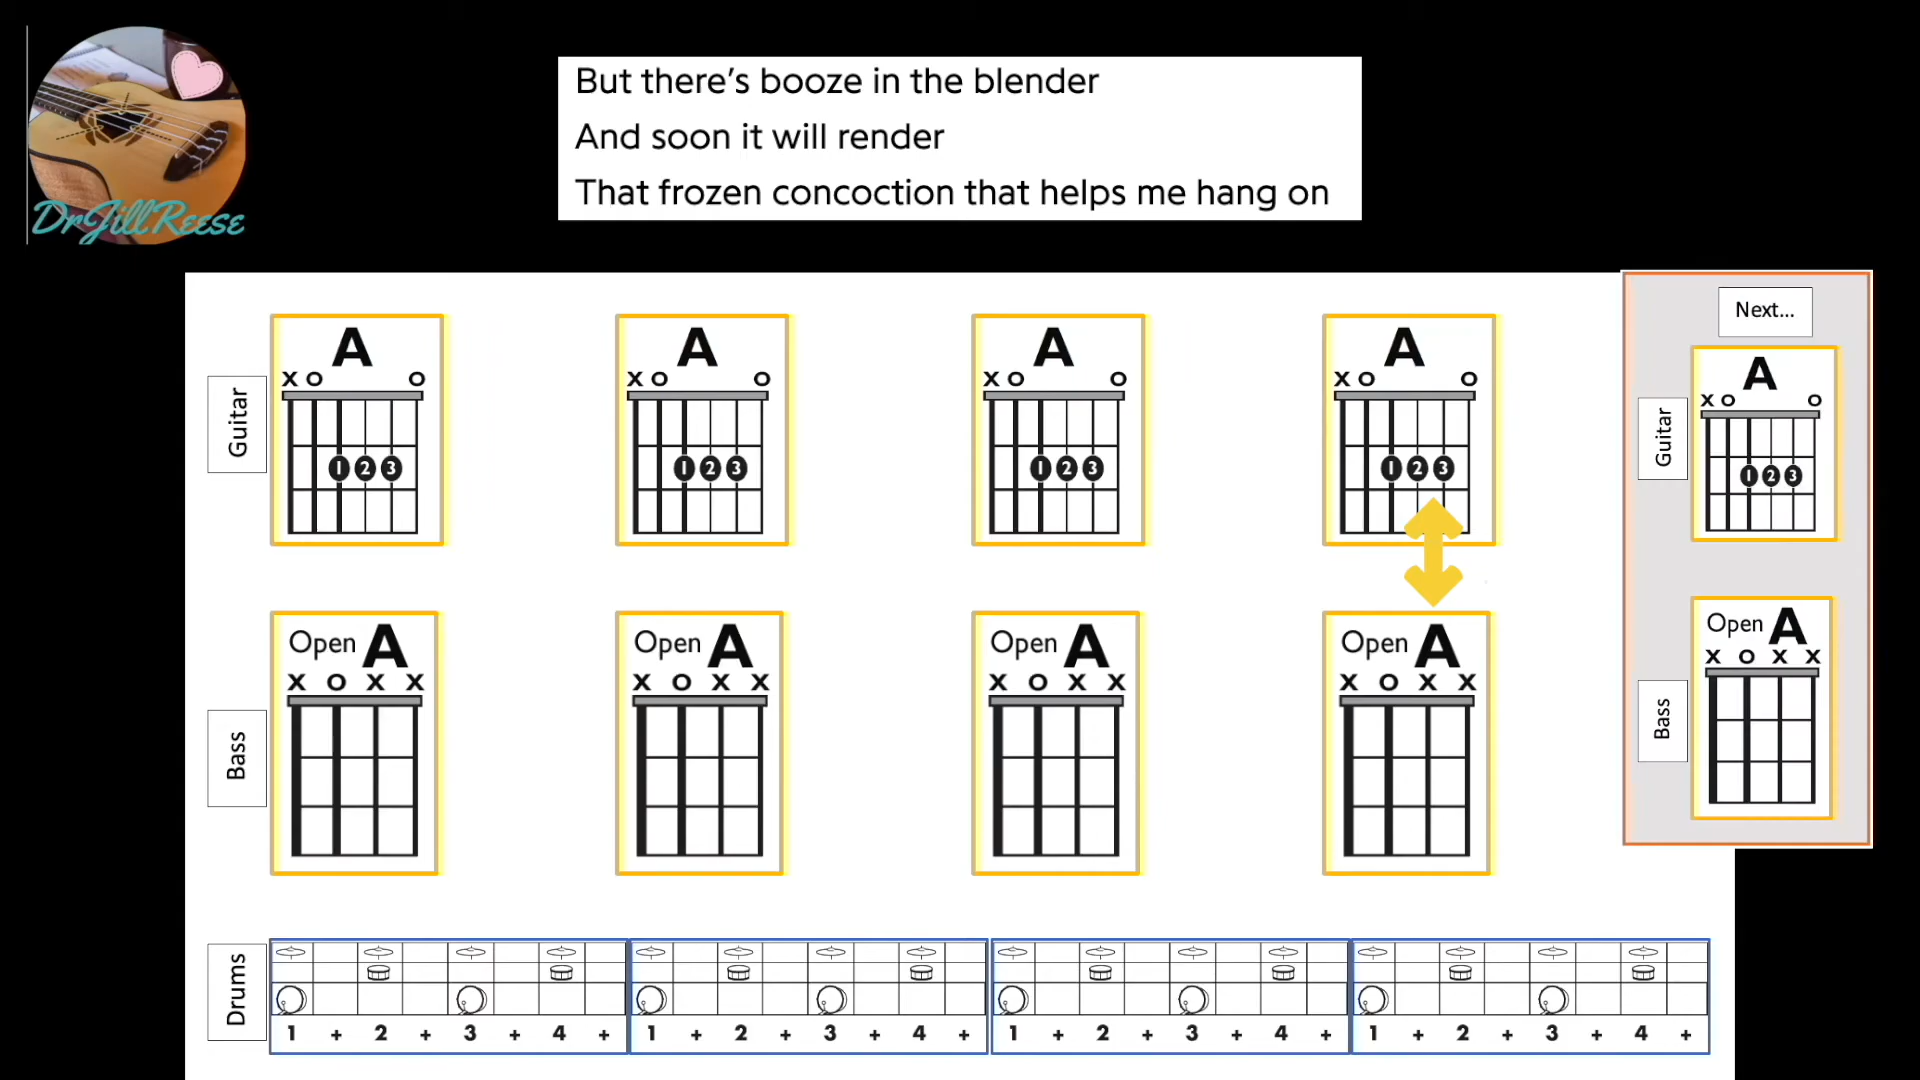 DrJillReese
But there's booze in the blender
And soon it will render
That frozen concoction that helps me hang on
Next...
Guitar
A
X O O
1 2 3
A
X O O
1 2 3
A
X O O
1 2 3
A
X O O
1 2 3
Guitar
A
X O O
1 2 3
Bass
Open A
X O X X
Open A
X O X X
Open A
X O X X
Open A
X O X X
Bass
Open A
X O X X
Drums
1 + 2 + 3 + 4 + 1 + 2 + 3 + 4 + 1 + 2 + 3 + 4 + 1 + 2 + 3 + 4 +